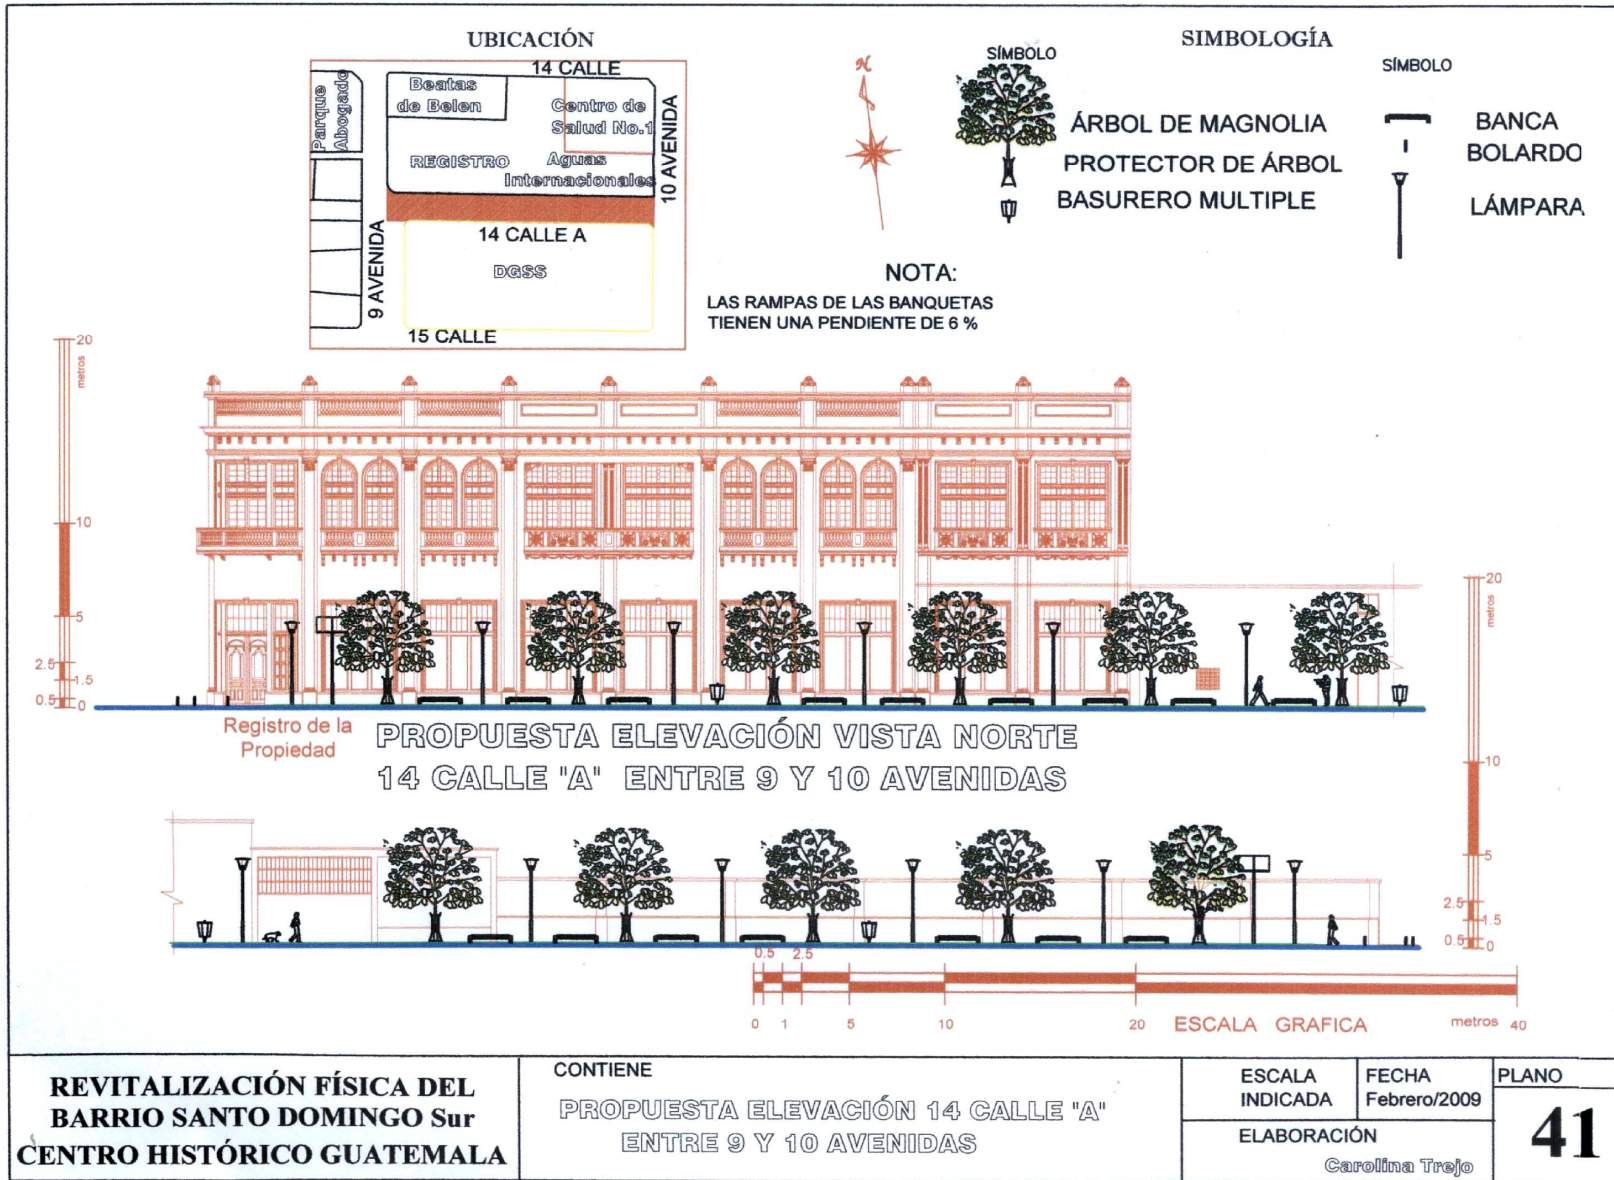 UBICACIÓN
14 CALLE
Parque
Abogado
Beatas
de Belen
Centro de
Salud No.1
REGISTRO
Aguas
Internacionales
10 AVENIDA
14 CALLE A
9 AVENIDA
DGSS
15 CALLE
N
SIMBOLOGÍA
SÍMBOLO
SÍMBOLO
ÁRBOL DE MAGNOLIA
PROTECTOR DE ÁRBOL
BASURERO MULTIPLE
BANCA
BOLARDO
LÁMPARA
NOTA:
LAS RAMPAS DE LAS BANQUETAS
TIENEN UNA PENDIENTE DE 6 %
20
metros
10
5
2.5
1.5
0.5
0
Registro de la
Propiedad
PROPUESTA ELEVACIÓN VISTA NORTE
14 CALLE "A" ENTRE 9 Y 10 AVENIDAS
20
metros
10
5
2.5
1.5
0.5
0
0.5 2.5
0 1 5 10 20 ESCALA GRAFICA metros 40
REVITALIZACIÓN FÍSICA DEL
BARRIO SANTO DOMINGO Sur
CENTRO HISTÓRICO GUATEMALA
CONTIENE
PROPUESTA ELEVACIÓN 14 CALLE "A"
ENTRE 9 Y 10 AVENIDAS
ESCALA
INDICADA
FECHA
Febrero/2009
ELABORACIÓN
Carolina Trejo
PLANO
41